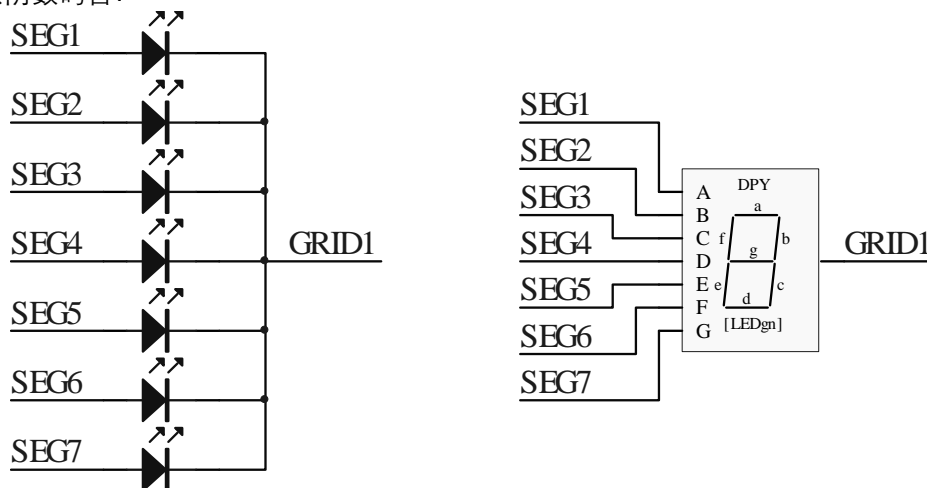 SEG1
SEG2
SEG3
SEG4
SEG5
SEG6
SEG7
GRID1
SEG1
SEG2
SEG3
SEG4
SEG5
SEG6
SEG7
A
B
C
D
E
F
G
DPY
a
f
b
g
e
c
d
[LEDgn]
GRID1